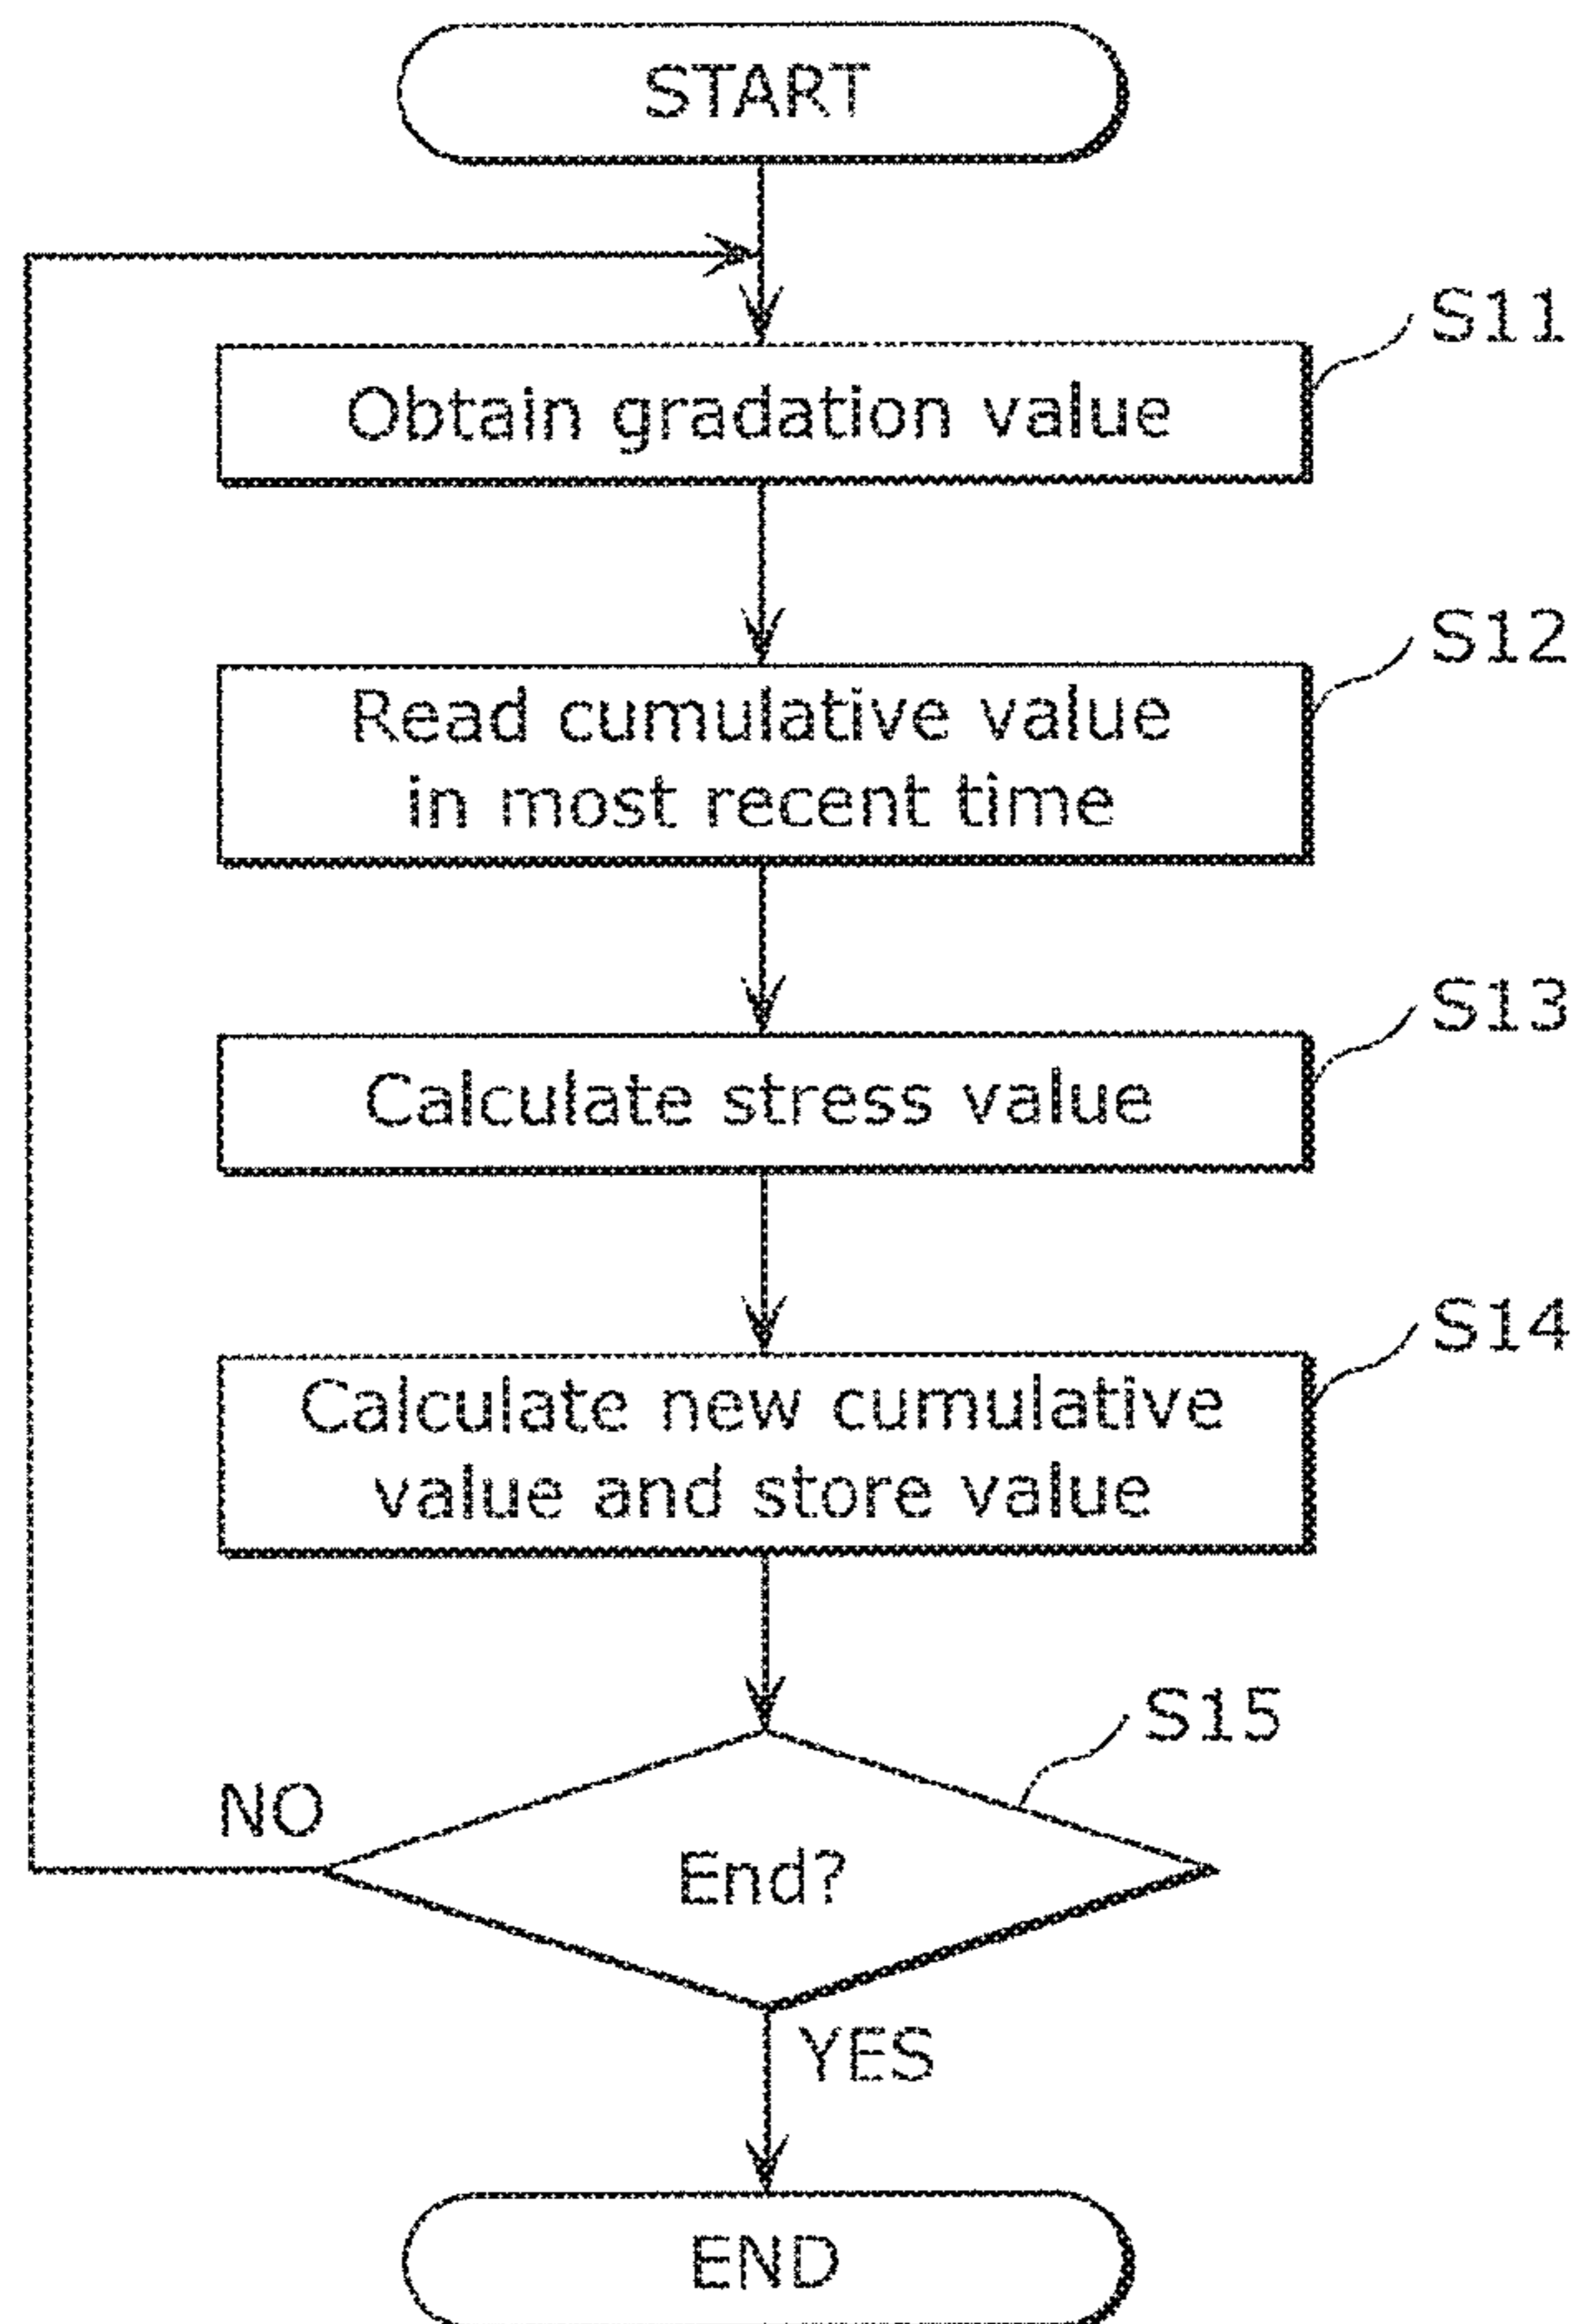 START
S11
Obtain gradation value
S12
Read cumulative value
in most recent time
S13
Calculate stress value
S14
Calculate new cumulative
value and store value
S15
NO
End?
YES
END